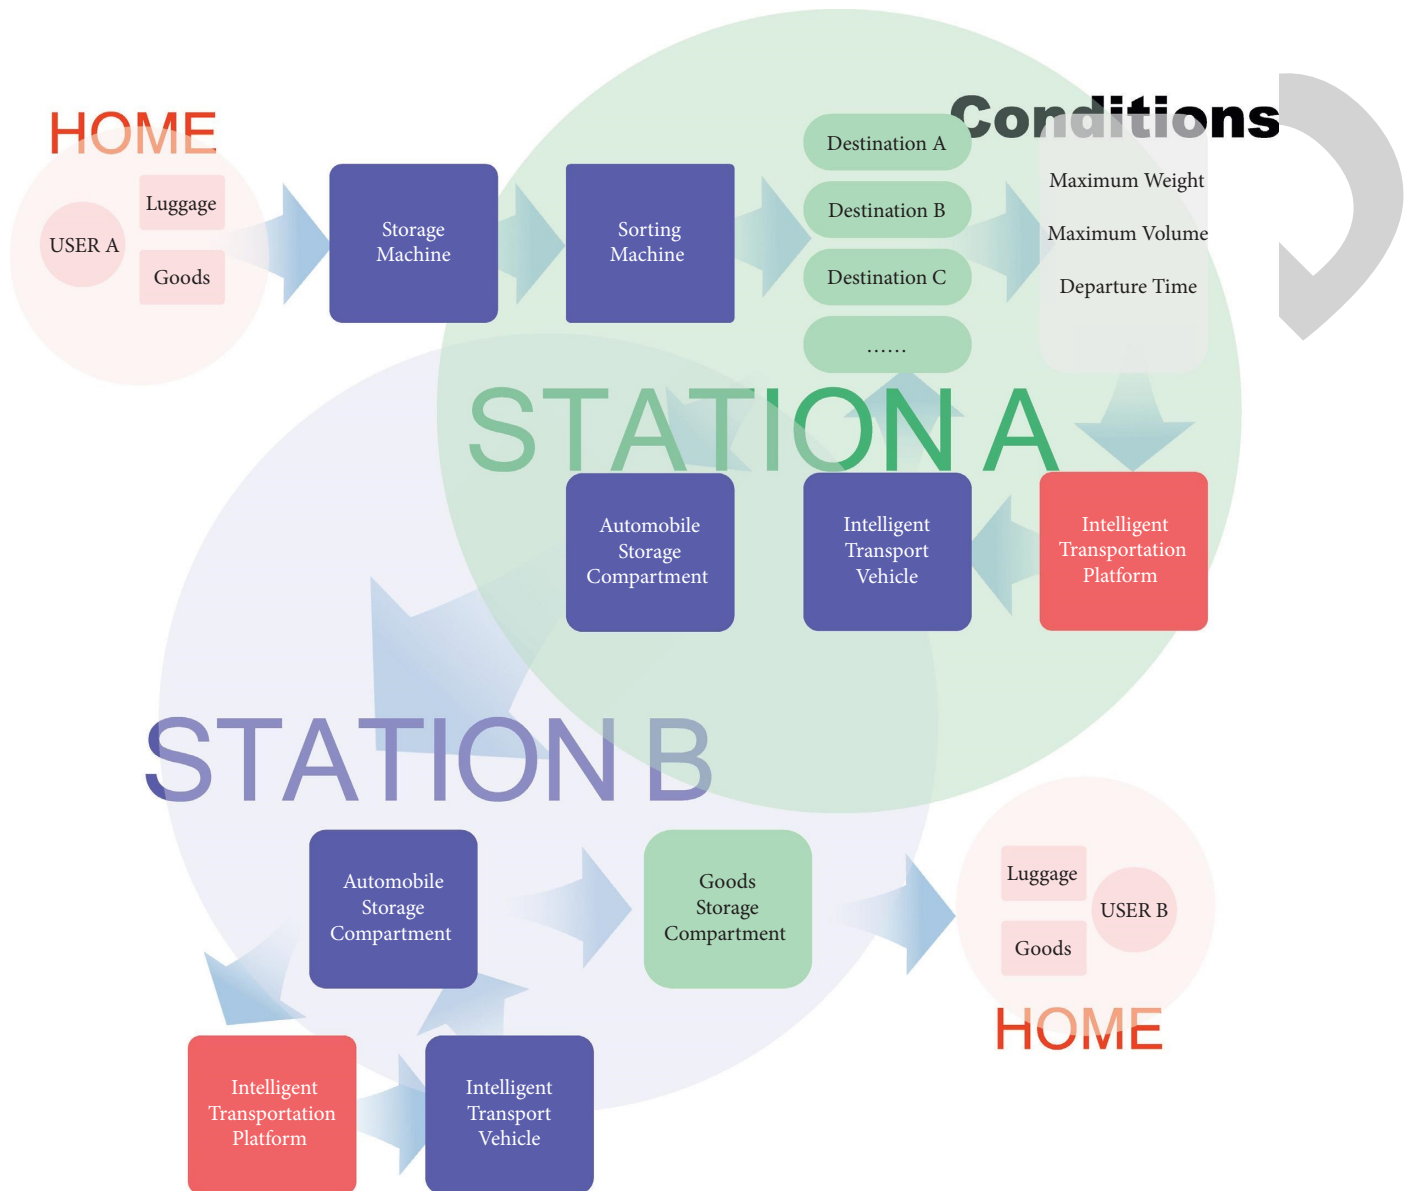 HOME
USER A
Luggage
Goods
Storage
Machine
Sorting
Machine
Destination A
Destination B
Destination C
......
Conditions
Maximum Weight
Maximum Volume
Departure Time
STATION A
Automobile
Storage
Compartment
Intelligent
Transport
Vehicle
Intelligent
Transportation
Platform
STATION B
Automobile
Storage
Compartment
Goods
Storage
Compartment
Luggage
Goods
USER B
HOME
Intelligent
Transportation
Platform
Intelligent
Transport
Vehicle